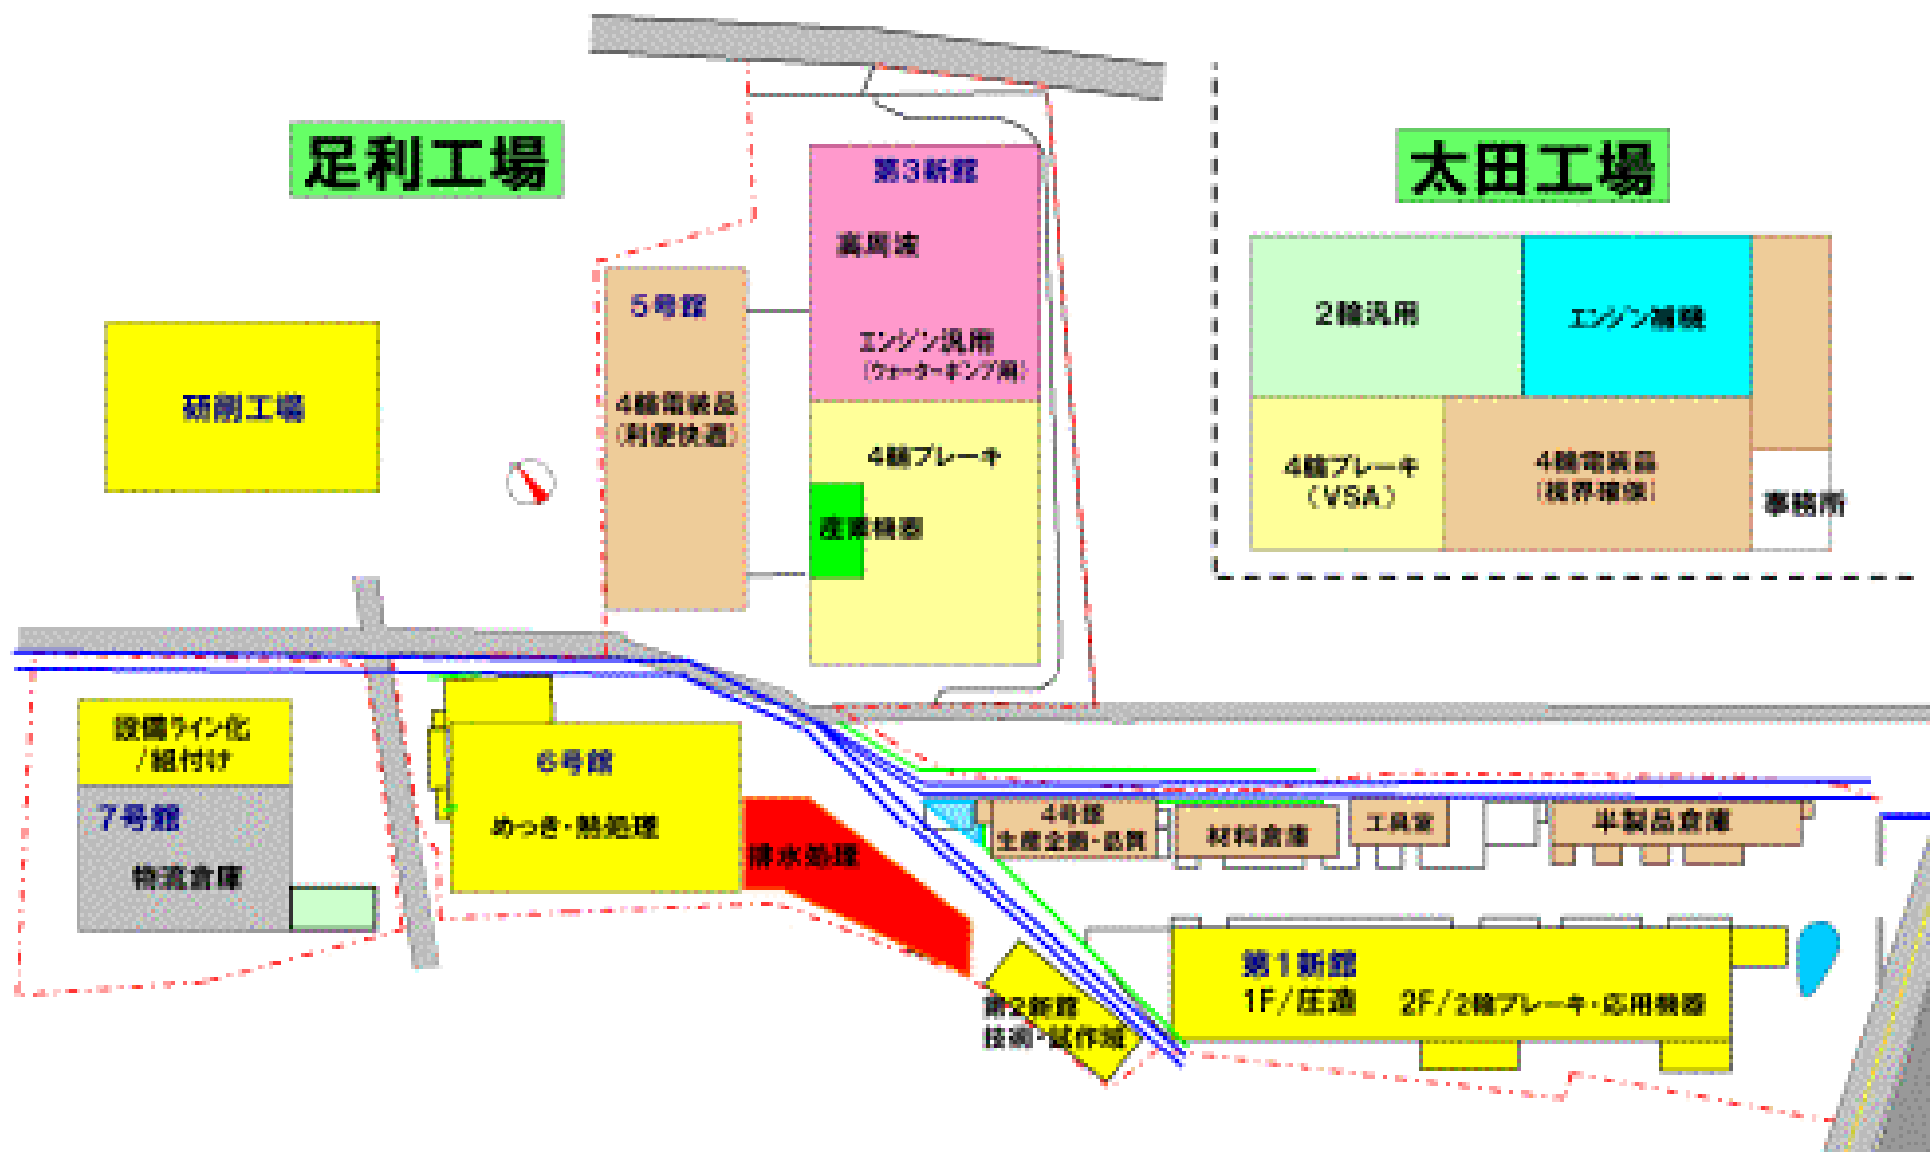 足利工場
太田工場
第3新館
高周波
エンジン汎用
(ウォーターポンプ用)
4輪ブレーキ
産業機器
5号館
4輪電装品
(利便快適)
研削工場
2輪汎用
エンジン補機
4輪ブレーキ
(VSA)
4輪電装品
(視界確保)
事務所
設備ライン化
/組付け
7号館
物流倉庫
6号館
めっき・熱処理
排水処理
4号館
生産企画・品質
材料倉庫
工具室
半製品倉庫
第1新館
1F/圧造
2F/2輪ブレーキ・応用機器
第2新館
技術・試作域